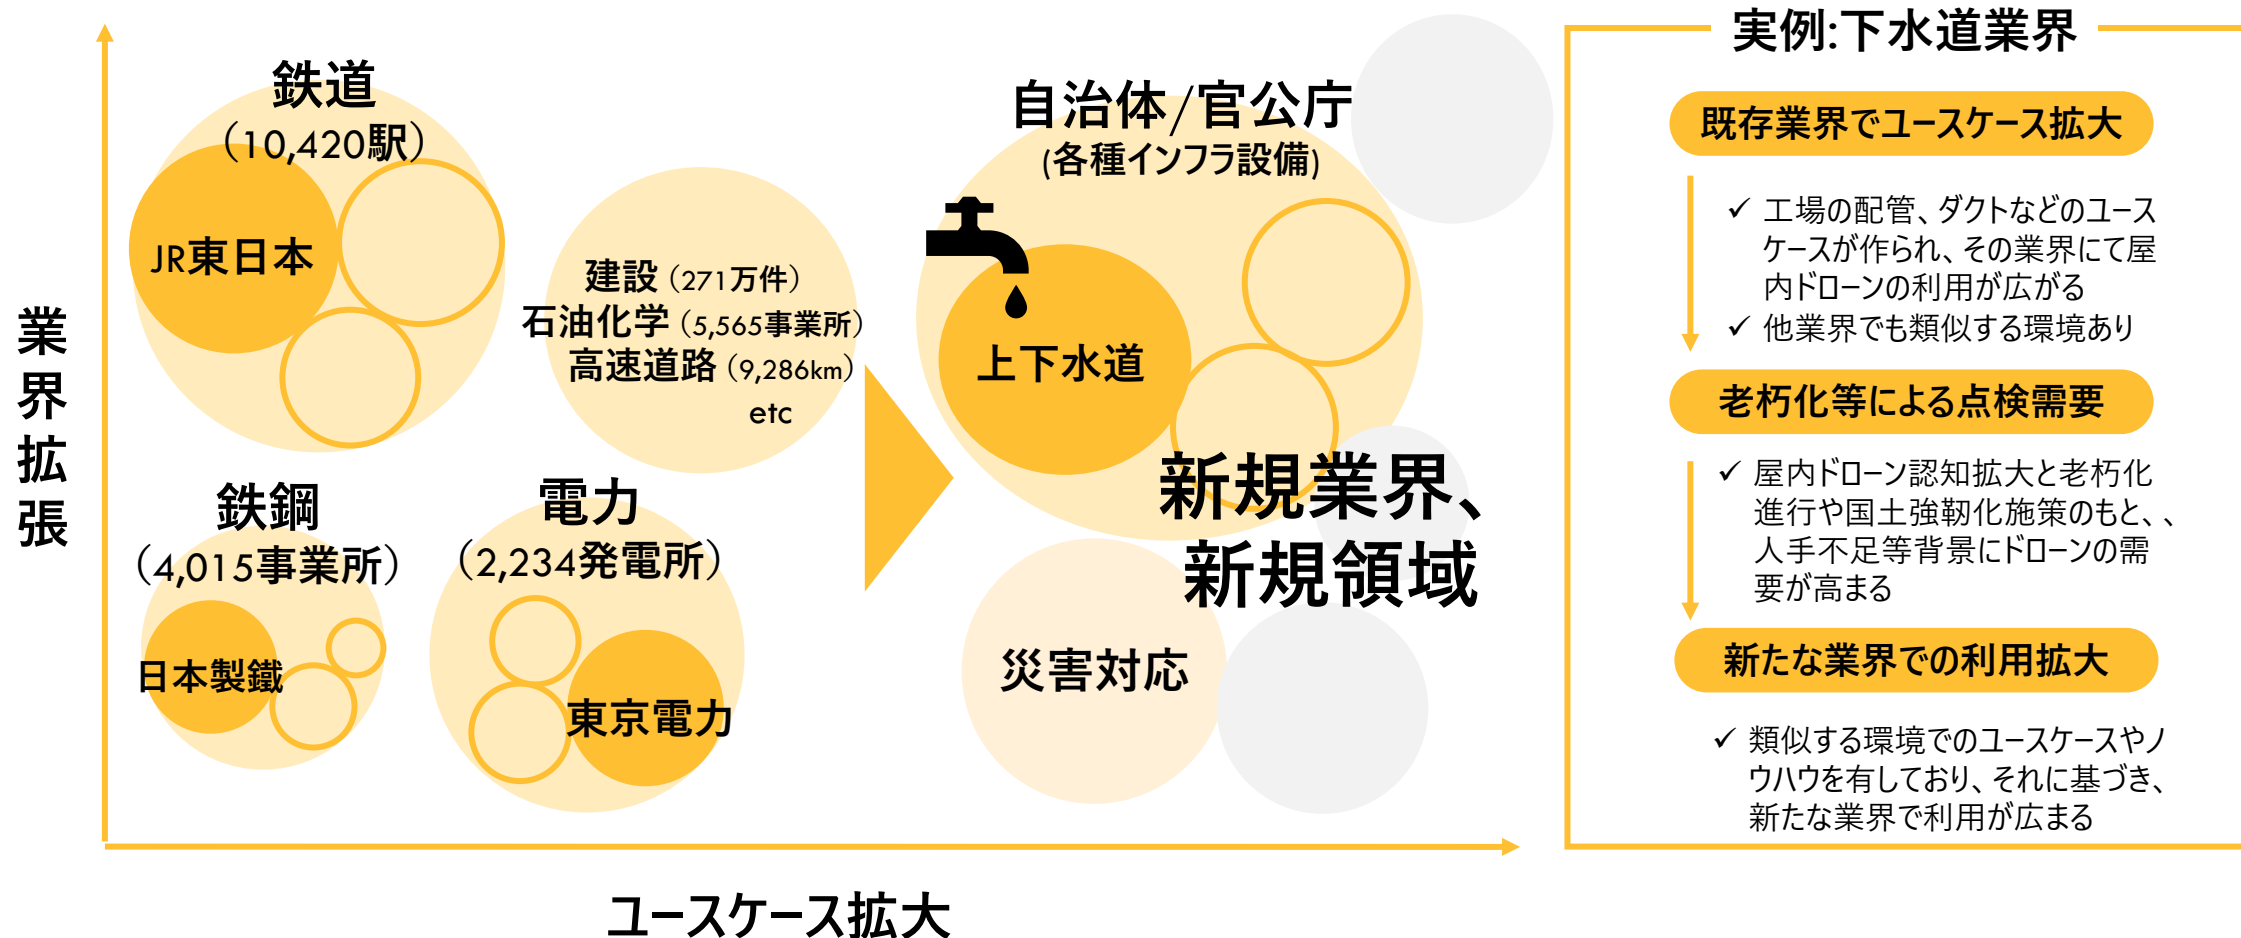 業界拡張
鉄道
（10,420駅）
JR東日本
建設（271万件）
石油化学（5,565事業所）
高速道路（9,286km）
etc
鉄鋼
（4,015事業所）
日本製鐵
電力
（2,234発電所）
東京電力
自治体/官公庁
(各種インフラ設備)
上下水道
新規業界、
新規領域
災害対応
ユースケース拡大
実例:下水道業界
既存業界でユースケース拡大
✓ 工場の配管、ダクトなどのユース
ケースが作られ、その業界にて屋
内ドローンの利用が広がる
✓ 他業界でも類似する環境あり
老朽化等による点検需要
✓ 屋内ドローン認知拡大と老朽化
進行や国土強靭化施策のもと、、
人手不足等背景にドローンの需
要が高まる
新たな業界での利用拡大
✓ 類似する環境でのユースケースやノ
ウハウを有しており、それに基づき、
新たな業界で利用が広まる